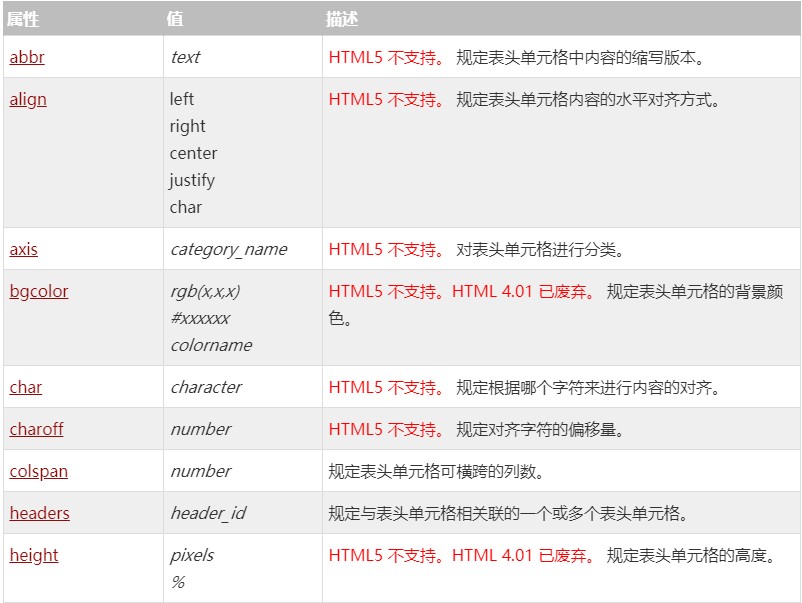 属性 值 描述
abbr text HTML5 不支持。 规定表头单元格中内容的缩写版本。
align left HTML5 不支持。 规定表头单元格内容的水平对齐方式。
right
center
justify
char
axis category_name HTML5 不支持。 对表头单元格进行分类。
bgcolor rgb(x,x,x) HTML5 不支持。HTML 4.01 已废弃。 规定表头单元格的背景颜
#xxxxxx 色。
colorname
char character HTML5 不支持。 规定根据哪个字符来进行内容的对齐。
charoff number HTML5 不支持。 规定对齐字符的偏移量。
colspan number 规定表头单元格可横跨的列数。
headers header_id 规定与表头单元格相关联的一个或多个表头单元格。
height pixels HTML5 不支持。HTML 4.01 已废弃。 规定表头单元格的高度。
%